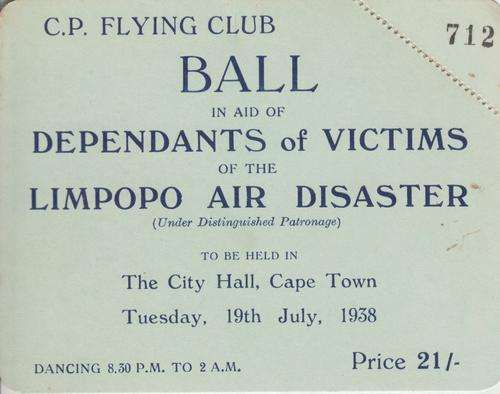 C.P. FLYING CLUB
712
BALL
IN AID OF
DEPENDANTS of VICTIMS
OF THE
LIMPOPO AIR DISASTER
(Under Distinguished Patronage)
TO BE HELD IN
The City Hall, Cape Town
Tuesday, 19th July, 1938
DANCING 8.30 P.M. TO 2 A.M.
Price 21/-